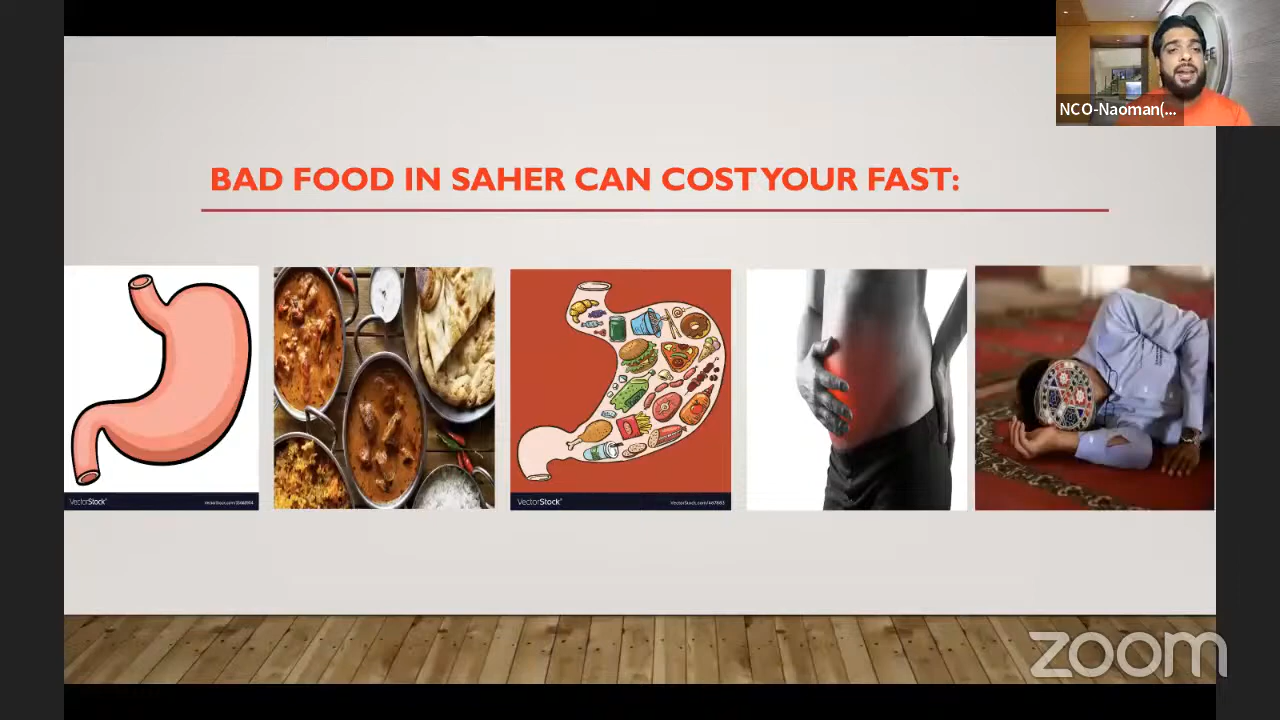 NCO-Naoman(...
BAD FOOD IN SAHER CAN COST YOUR FAST:
VectorStock®
VectorStock®
zoom